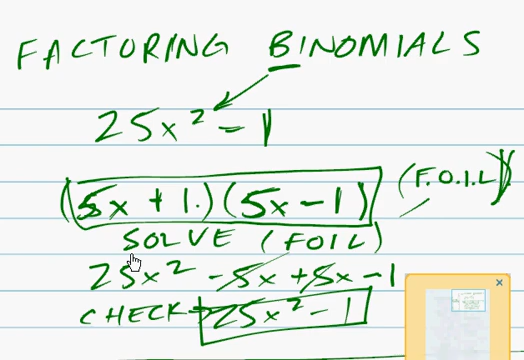 FACTORING BINOMIALS
25x² - 1
(5x + 1.)(5x - 1) (F.O.I.L)
SOLVE (FOIL)
25x² - 5x + 5x - 1
CHECK → 25x² - 1